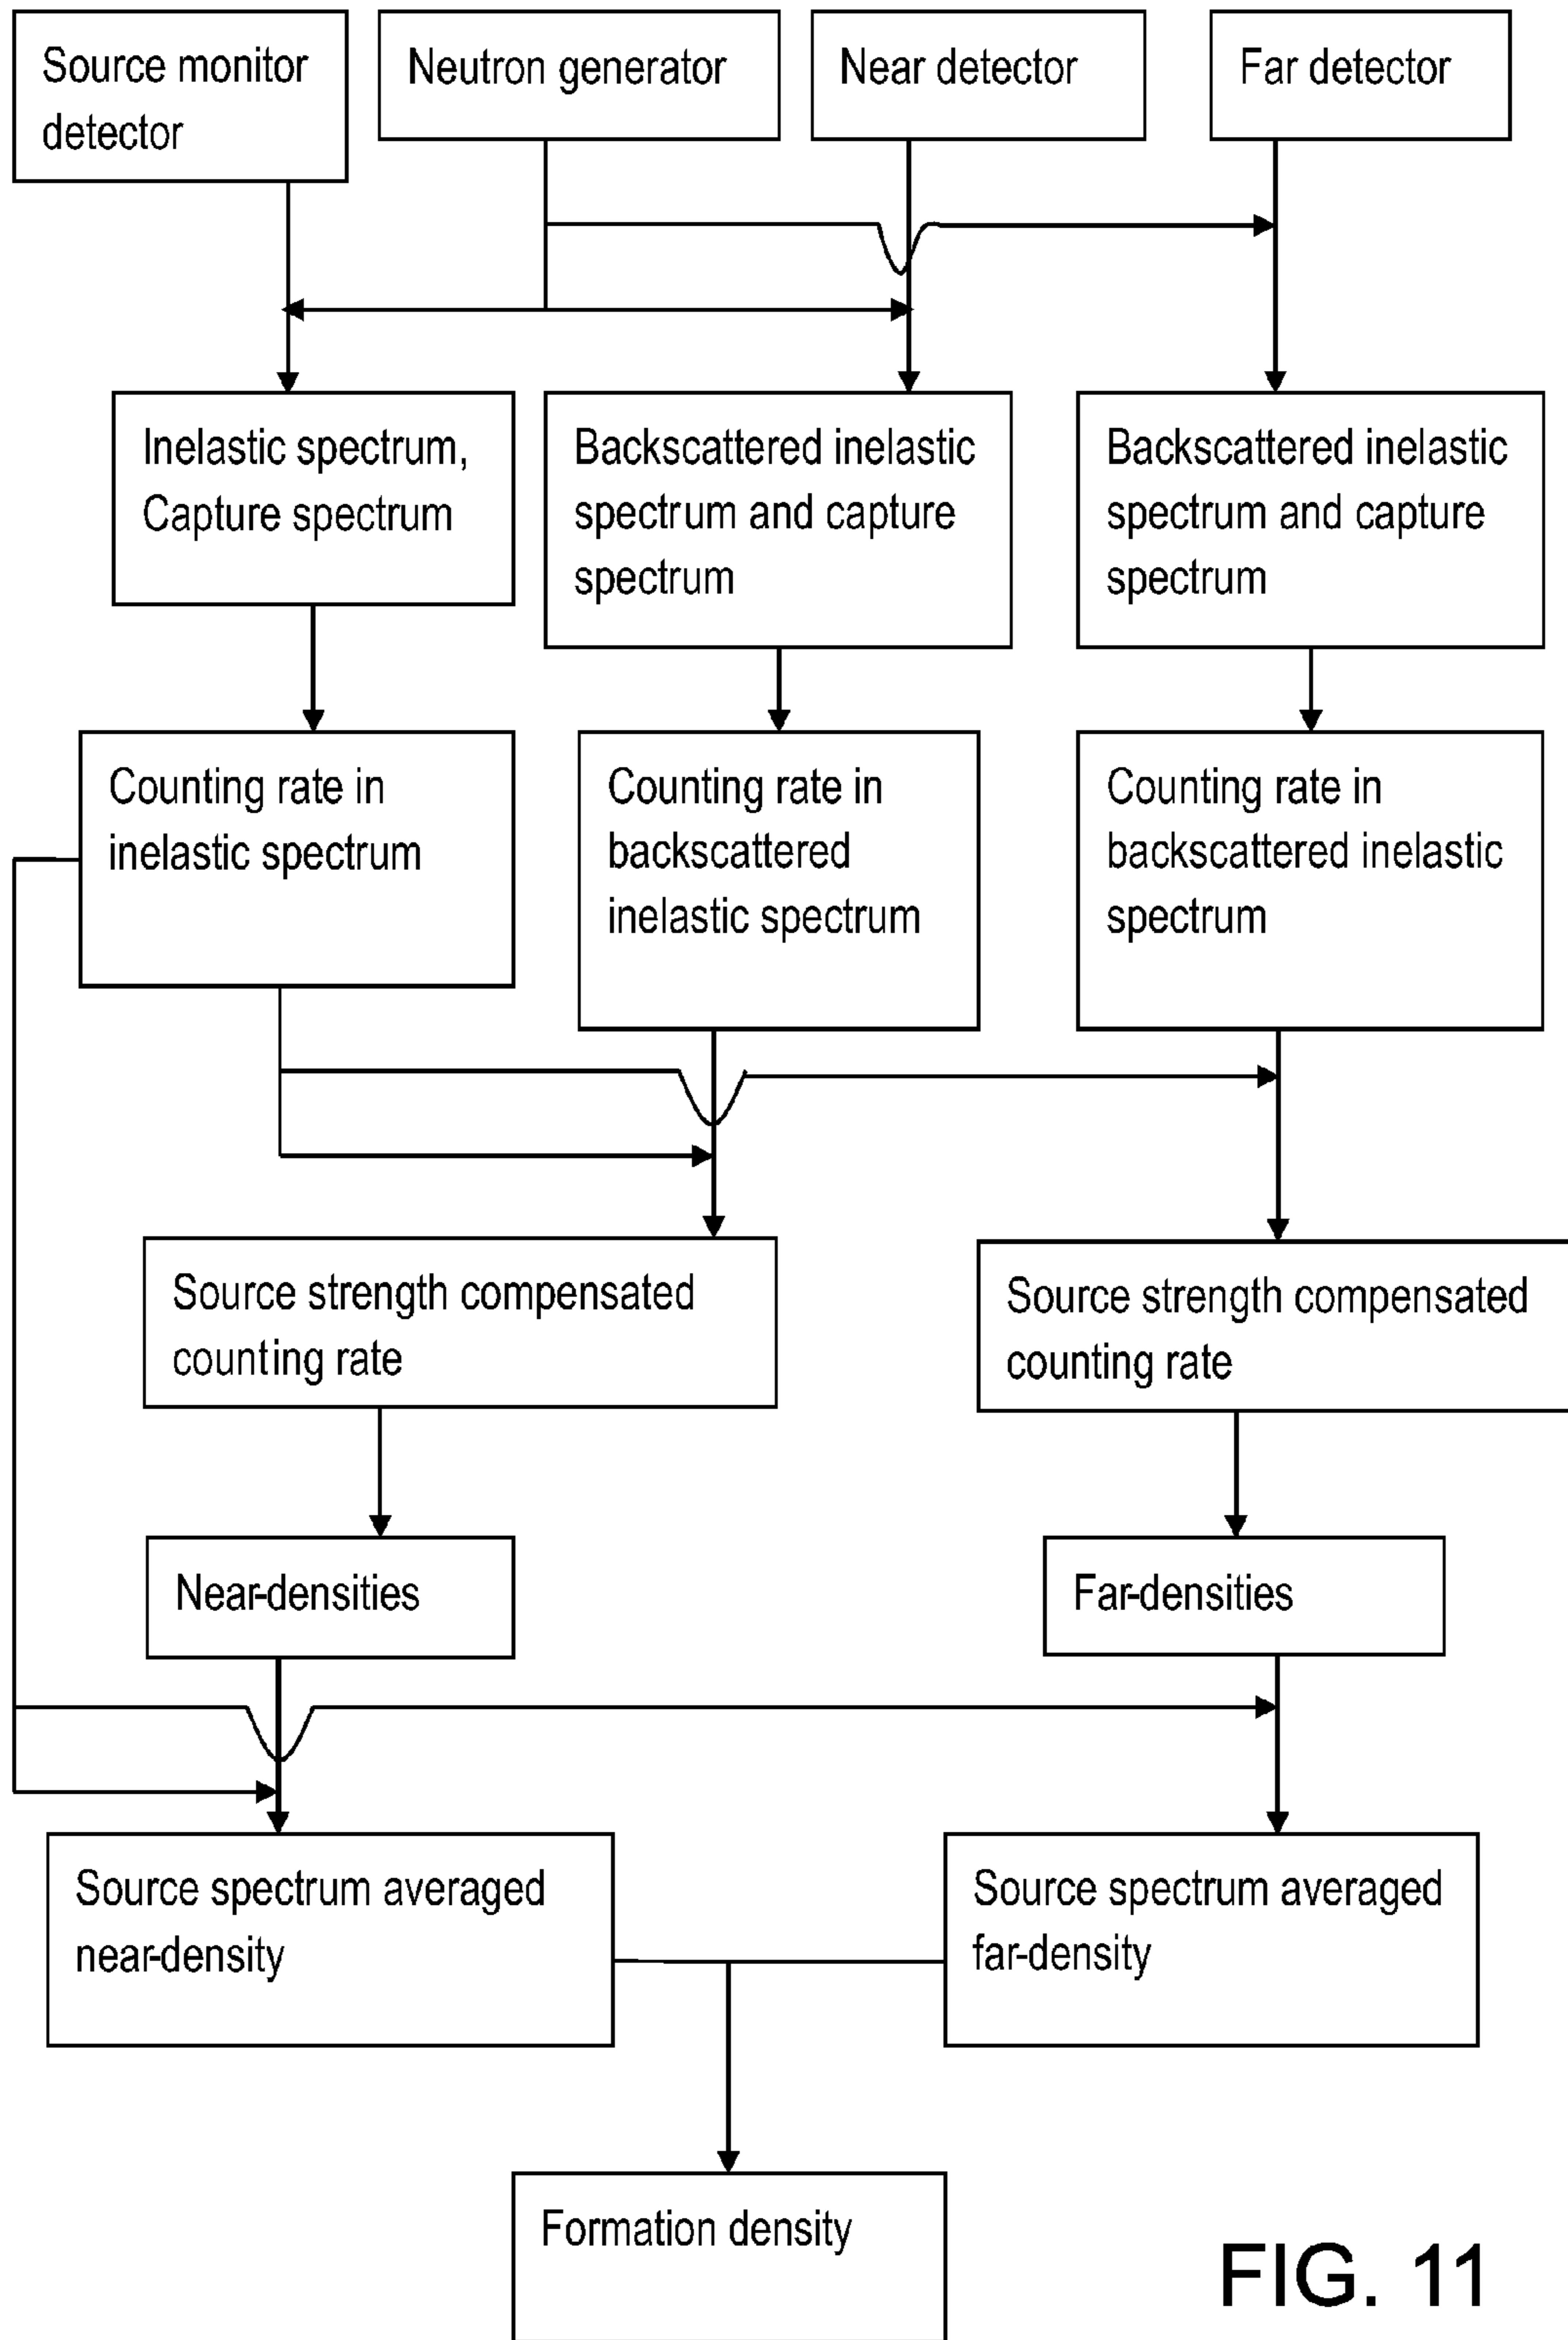 Source monitor
detector
Neutron generator
Near detector
Far detector
Inelastic spectrum,
Capture spectrum
Backscattered inelastic
spectrum and capture
spectrum
Backscattered inelastic
spectrum and capture
spectrum
Counting rate in
inelastic spectrum
Counting rate in
backscattered
inelastic spectrum
Counting rate in
backscattered inelastic
spectrum
Source strength compensated
counting rate
Source strength compensated
counting rate
Near-densities
Far-densities
Source spectrum averaged
near-density
Source spectrum averaged
far-density
Formation density
FIG. 11